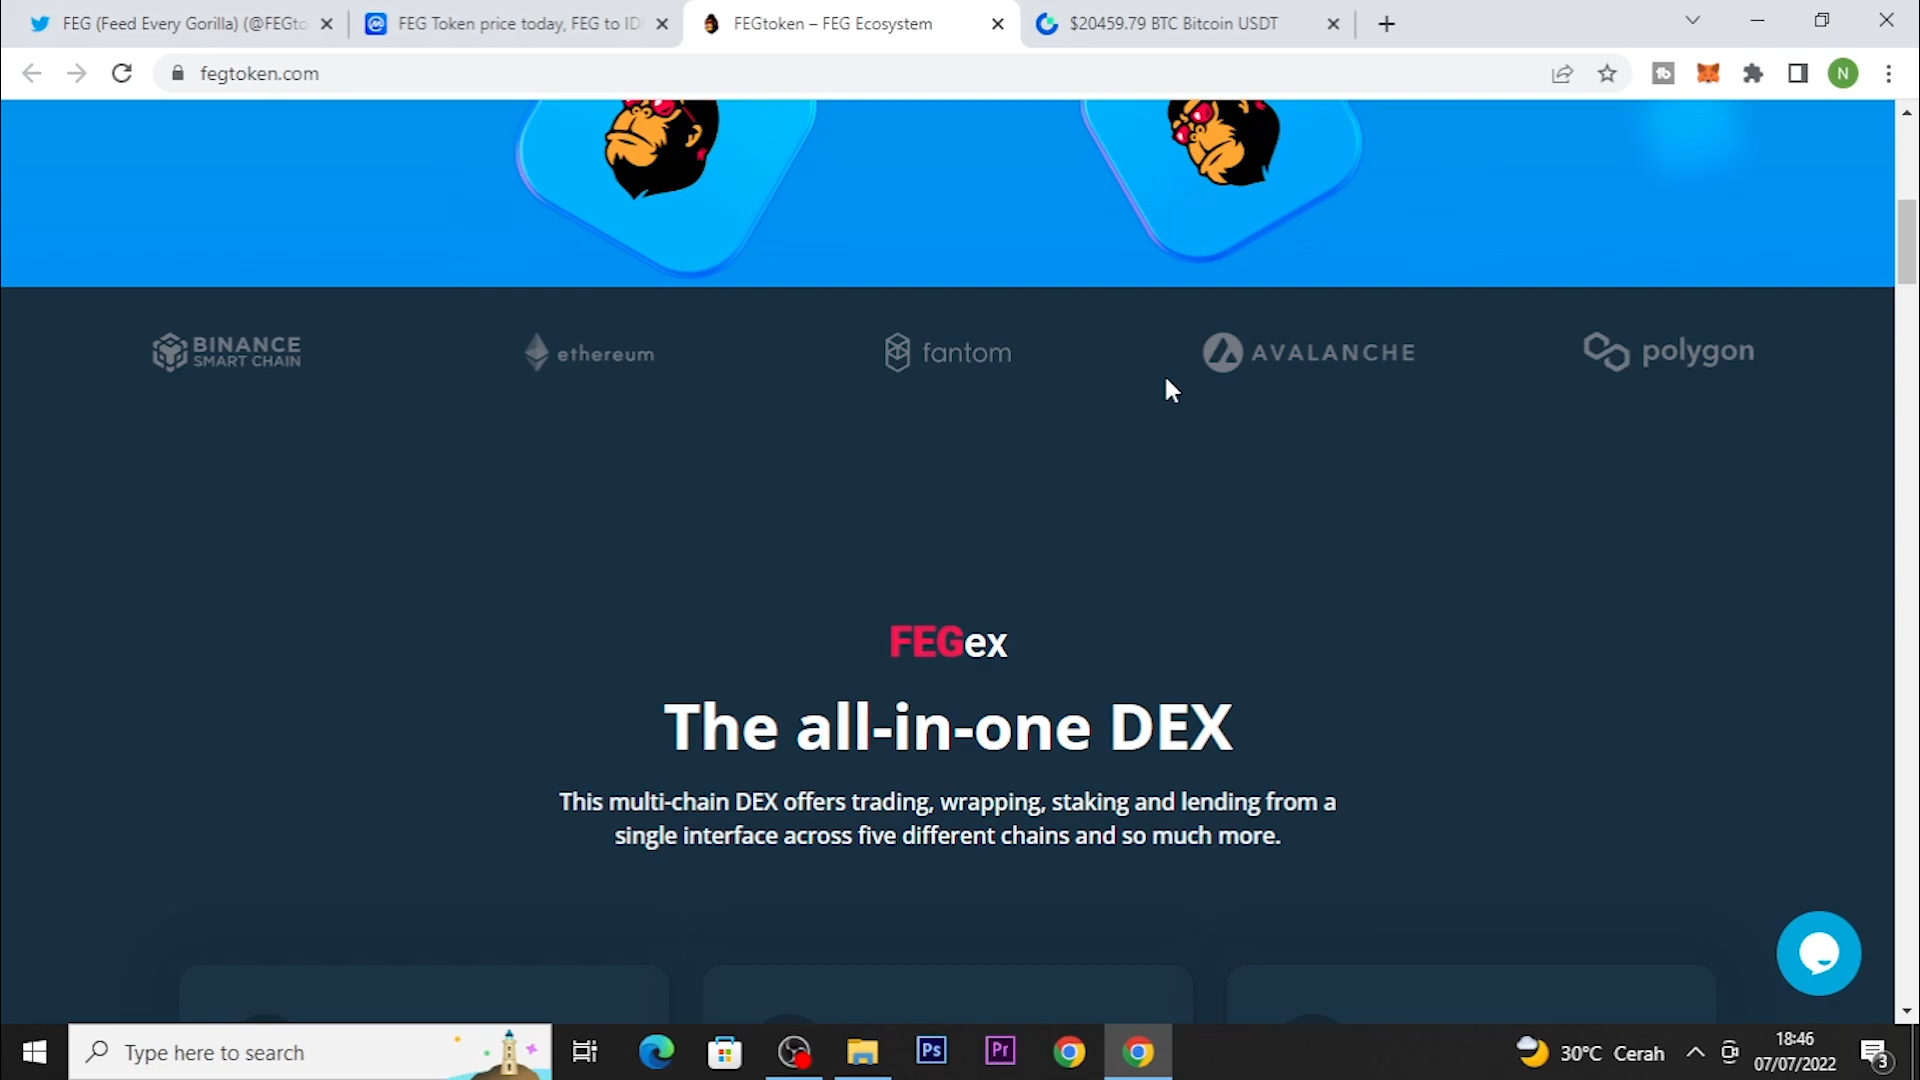 FEG (Feed Every Gorilla) (@FEGto
FEG Token price today, FEG to ID
FEGtoken – FEG Ecosystem
$20459.79 BTC Bitcoin USDT
fegtoken.com
N
BINANCE
SMART CHAIN
ethereum
fantom
AVALANCHE
polygon
FEGex
The all-in-one DEX
This multi-chain DEX offers trading, wrapping, staking and lending from a
single interface across five different chains and so much more.
Type here to search
Ps
Pr
30°C Cerah
18:46
07/07/2022
3